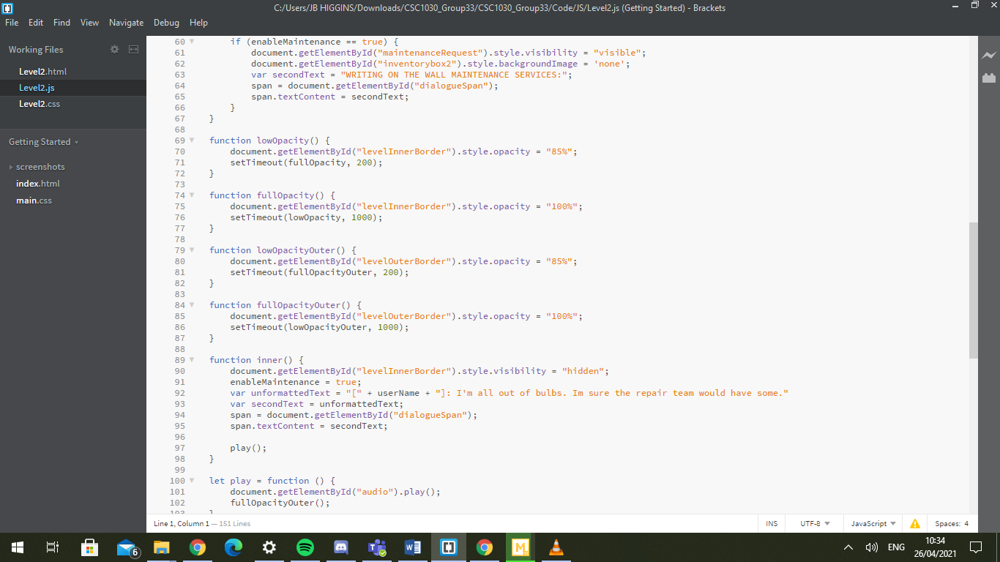 C:/Users/JB HIGGINS/Downloads/CSC1030_Group33/CSC1030_Group33/Code/JS/Level2.js (Getting Started) - Brackets
File Edit Find View Navigate Debug Help
Working Files
Level2.html
Level2.js
Level2.css
Getting Started
screenshots
index.html
main.css
60 if (enableMaintenance == true) {
61 document.getElementById("maintenanceRequest").style.visibility = "visible";
62 document.getElementById("inventorybox2").style.backgroundImage = 'none';
63 var secondText = "WRITING ON THE WALL MAINTENANCE SERVICES:";
64 span = document.getElementById("dialogueSpan");
65 span.textContent = secondText;
66 }
67 }
68
69 function lowOpacity() {
70 document.getElementById("levelInnerBorder").style.opacity = "85%";
71 setTimeout(fullOpacity, 200);
72 }
73
74 function fullOpacity() {
75 document.getElementById("levelInnerBorder").style.opacity = "100%";
76 setTimeout(lowOpacity, 1000);
77 }
78
79 function lowOpacityOuter() {
80 document.getElementById("levelOuterBorder").style.opacity = "85%";
81 setTimeout(fullOpacityOuter, 200);
82 }
83
84 function fullOpacityOuter() {
85 document.getElementById("levelOuterBorder").style.opacity = "100%";
86 setTimeout(lowOpacityOuter, 1000);
87 }
88
89 function inner() {
90 document.getElementById("levelInnerBorder").style.visibility = "hidden";
91 enableMaintenance = true;
92 var unformattedText = "[" + userName + "]: I'm all out of bulbs. Im sure the repair team would have some."
93 var secondText = unformattedText;
94 span = document.getElementById("dialogueSpan");
95 span.textContent = secondText;
96
97 play();
98 }
99
100 let play = function () {
101 document.getElementById("audio").play();
102 fullOpacityOuter();
103 }
Line 1, Column 1 — 151 Lines
INS UTF-8 JavaScript Spaces: 4
6
ENG
10:34
26/04/2021